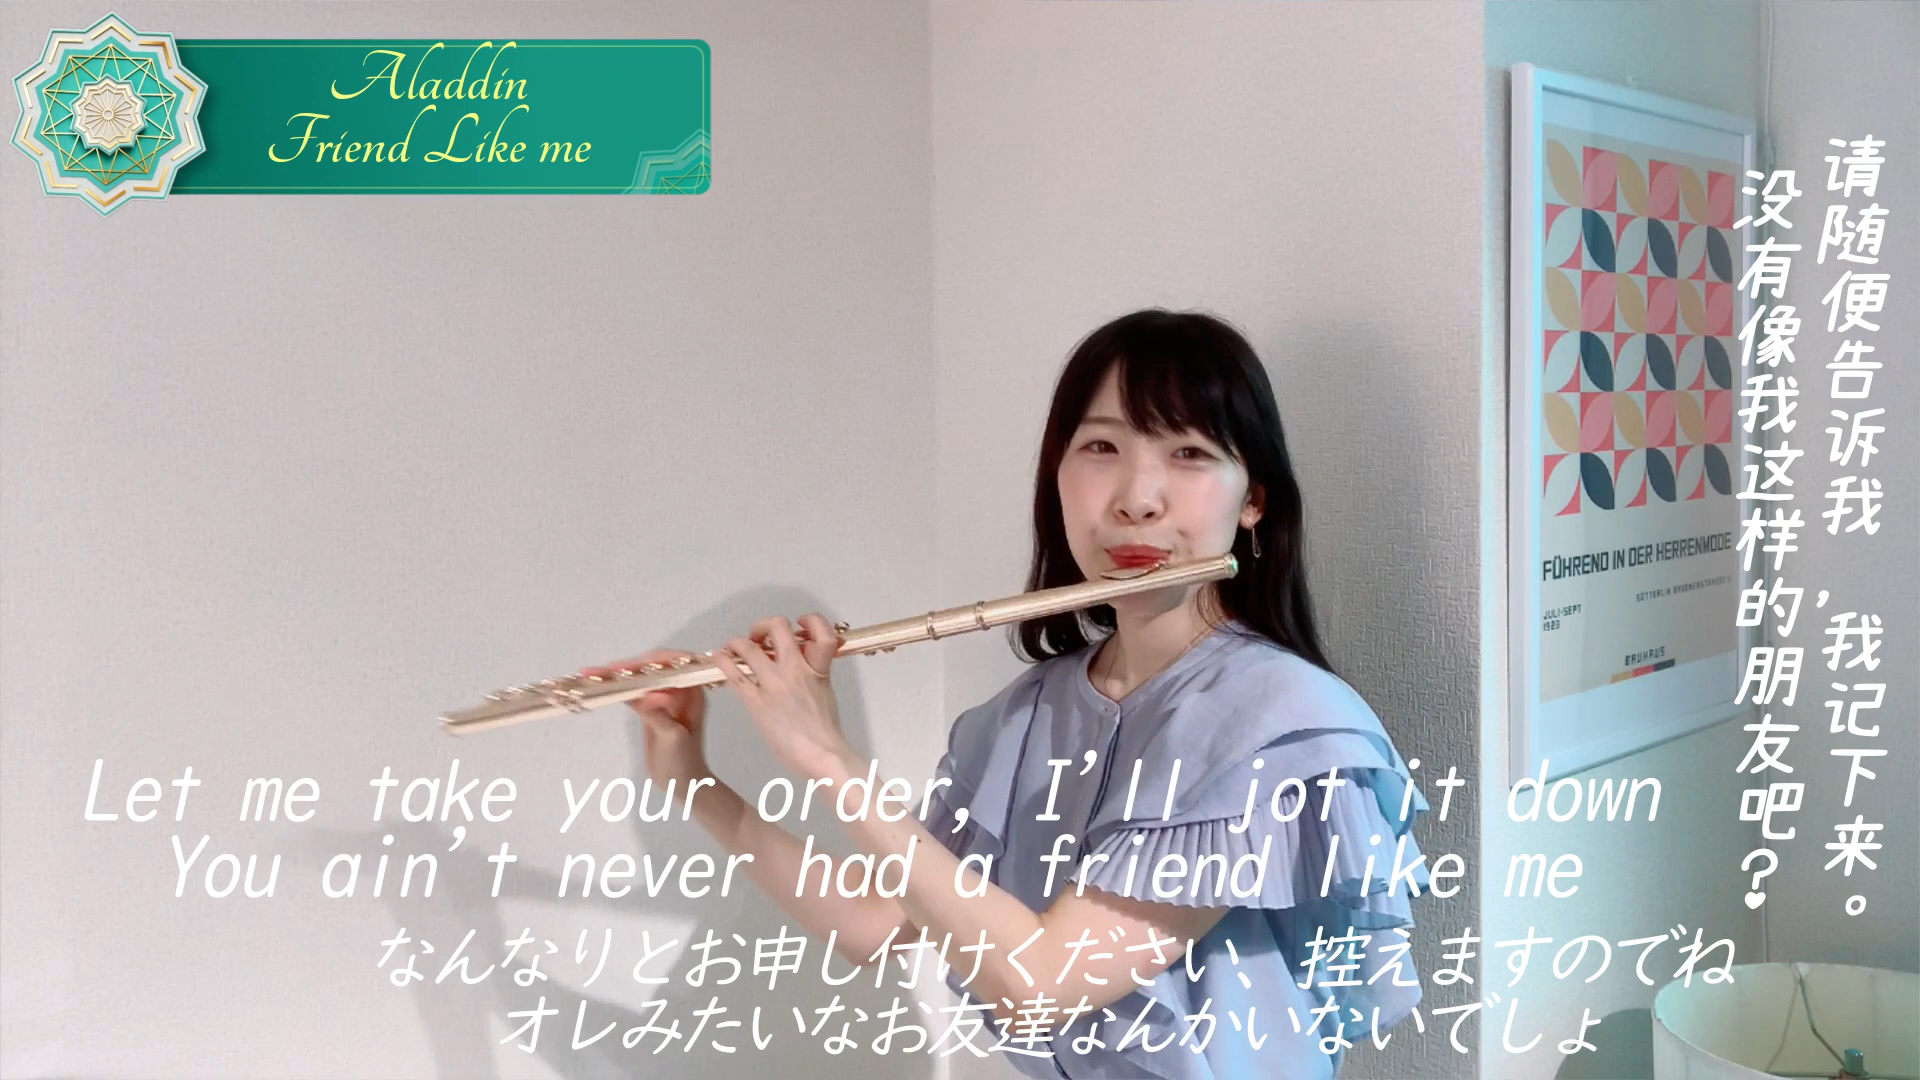 Aladdin
Friend Like me
请随便告诉我,我记下来。
没有像我这样的朋友吧?
FÜHREND IN DER HERRENMODE
JULI-SEPT
1923
BAUHAUS
Let me take your order, I'll jot it down
You ain't never had a friend like me
なんなりとお申し付けください、控えますのでね
オレみたいなお友達なんかいないでしょ